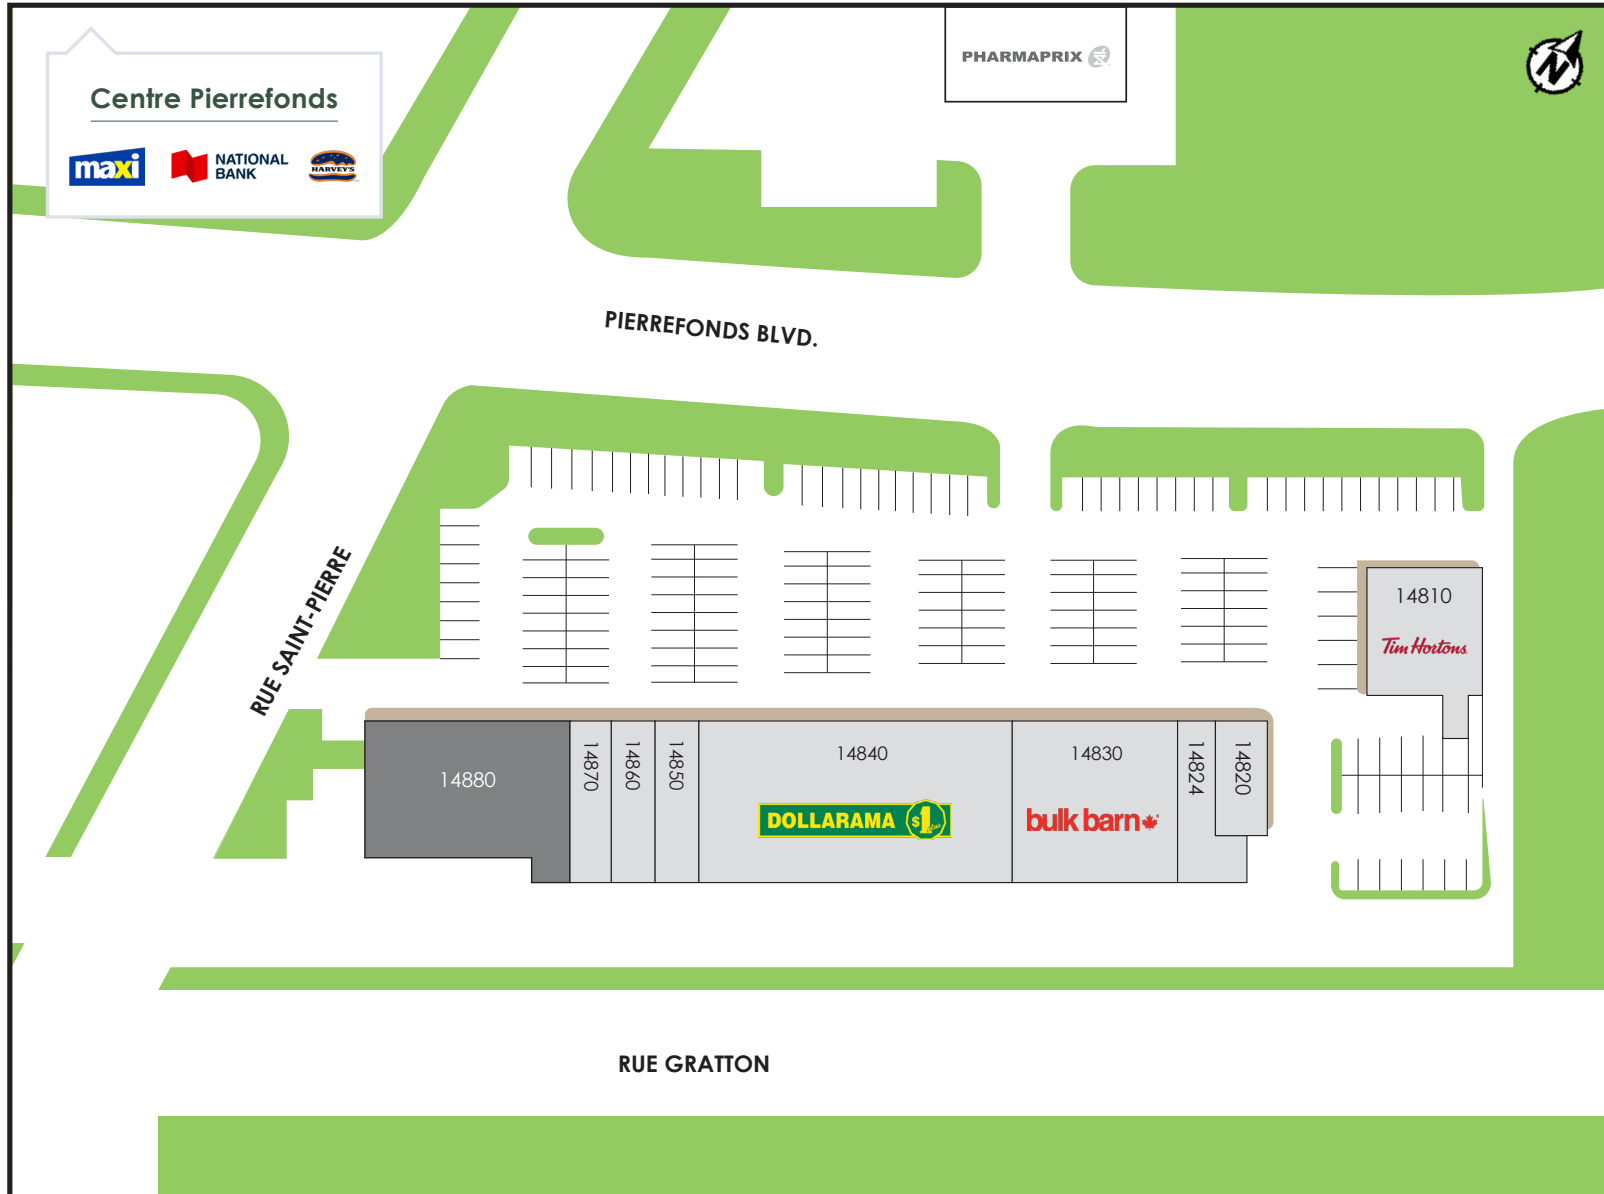 PHARMAPRIX
N
Centre Pierrefonds
maxi
NATIONAL
BANK
HARVEY'S
PIERREFONDS BLVD.
RUE SAINT-PIERRE
14810
Tim Hortons
14880
14870
14860
14850
14840
DOLLARAMA $1
14830
bulk barn
14824
14820
RUE GRATTON